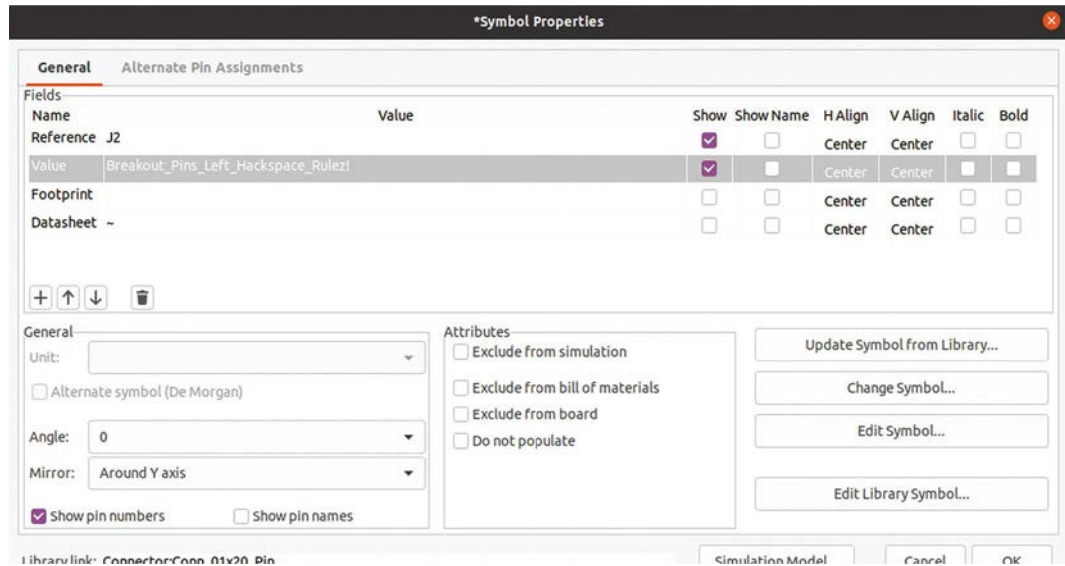 *Symbol Properties
General Alternate Pin Assignments
Fields
Name Value Show Show Name H Align V Align Italic Bold
Reference J2 Center Center
Value Breakout_Pins_Left_Hackspace_Rulez! Center Center
Footprint Center Center
Datasheet ~ Center Center
General
Unit:
Alternate symbol (De Morgan)
Angle: 0
Mirror: Around Y axis
Show pin numbers Show pin names
Attributes
Exclude from simulation
Exclude from bill of materials
Exclude from board
Do not populate
Update Symbol from Library...
Change Symbol...
Edit Symbol...
Edit Library Symbol...
Library link: Connector:Conn_01x20_Pin Simulation Model... Cancel OK